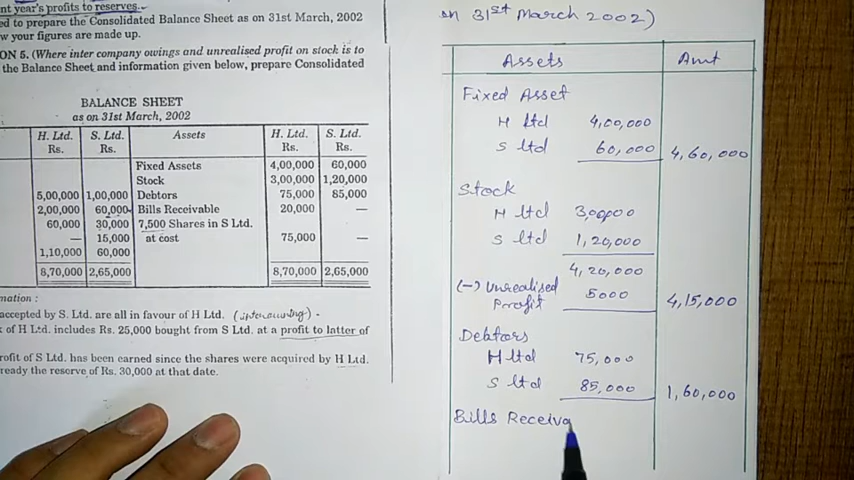 nt year's profits to reserves.
ed to prepare the Consolidated Balance Sheet as on 31st March, 2002
w your figures are made up.
ON 5. (Where inter company owings and unrealised profit on stock is to
the Balance Sheet and information given below, prepare Consolidated
BALANCE SHEET
as on 31st March, 2002
H. Ltd. S. Ltd. Assets H. Ltd. S. Ltd.
Rs. Rs. Rs. Rs.
Fixed Assets 4,00,000 60,000
Stock 3,00,000 1,20,000
5,00,000 1,00,000 Debtors 75,000 85,000
2,00,000 60,000 Bills Receivable 20,000 —
60,000 30,000 7,500 Shares in S Ltd.
— 15,000 at cost 75,000 —
1,10,000 60,000
8,70,000 2,65,000 8,70,000 2,65,000
mation :
accepted by S. Ltd. are all in favour of H Ltd.
of H Ltd. includes Rs. 25,000 bought from S Ltd. at a profit to latter of
rofit of S Ltd. has been earned since the shares were acquired by H Ltd.
ready the reserve of Rs. 30,000 at that date.
on 31st March 2002)
Assets Amt
Fixed Asset
H ltd 4,00,000
S ltd 60,000 4,60,000
Stock
H ltd 3,00,000
S ltd 1,20,000
4,20,000
(-) Unrealised
Profit 5000 4,15,000
Debtors
H ltd 75,000
S ltd 85,000 1,60,000
Bills Receiva